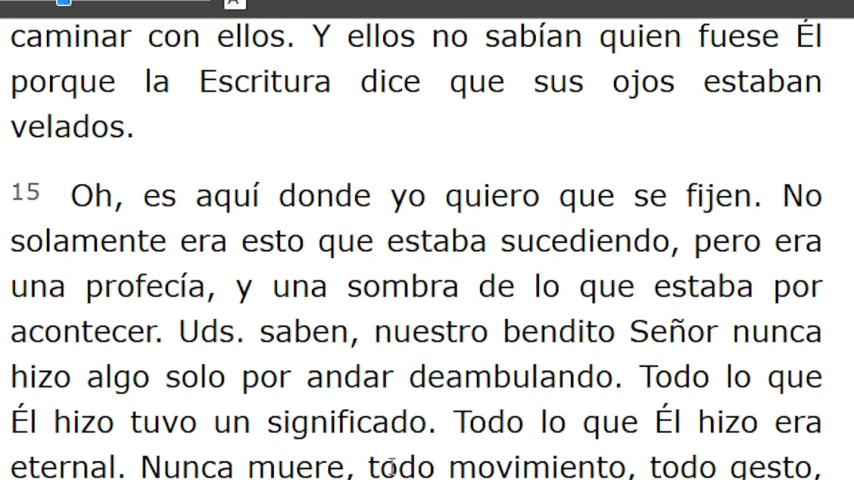 caminar con ellos. Y ellos no sabían quien fuese Él
porque la Escritura dice que sus ojos estaban
velados.
15 Oh, es aquí donde yo quiero que se fijen. No
solamente era esto que estaba sucediendo, pero era
una profecía, y una sombra de lo que estaba por
acontecer. Uds. saben, nuestro bendito Señor nunca
hizo algo solo por andar deambulando. Todo lo que
Él hizo tuvo un significado. Todo lo que Él hizo era
eternal. Nunca muere, todo movimiento, todo gesto,